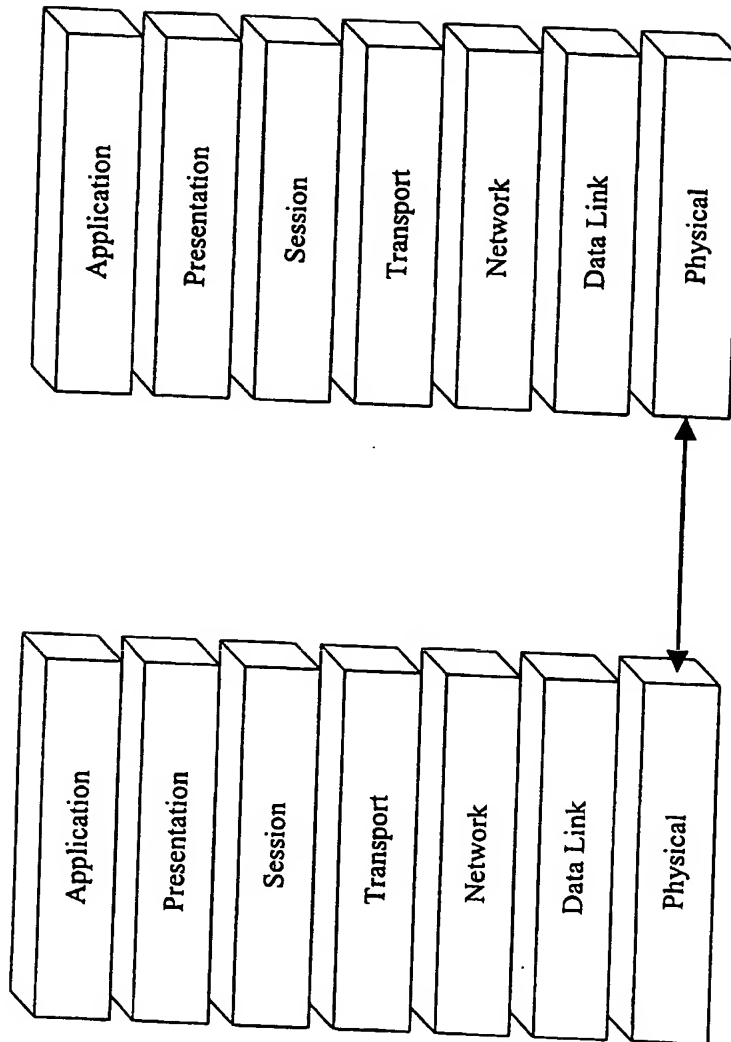 Application
Presentation
Session
Transport
Network
Data Link
Physical
Application
Presentation
Session
Transport
Network
Data Link
Physical